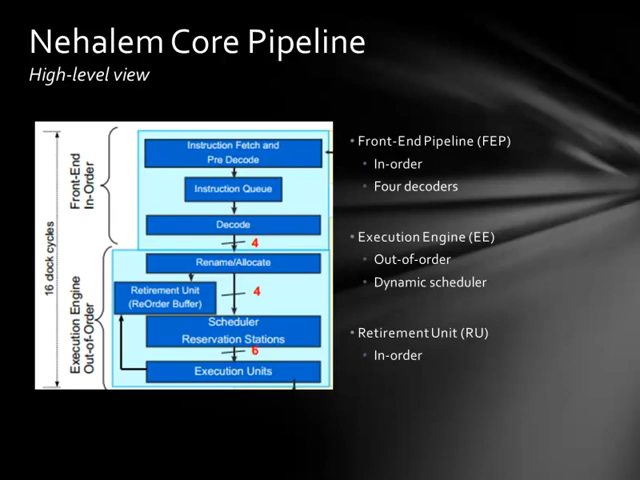 Nehalem Core Pipeline
High-level view
16 clock cycles
Front-End
In-Order
Execution Engine
Out-of-Order
Instruction Fetch and
Pre Decode
Instruction Queue
Decode
4
Rename/Allocate
Retirement Unit
(ReOrder Buffer)
4
Scheduler
Reservation Stations
6
Execution Units
• Front-End Pipeline (FEP)
• In-order
• Four decoders
• Execution Engine (EE)
• Out-of-order
• Dynamic scheduler
• Retirement Unit (RU)
• In-order